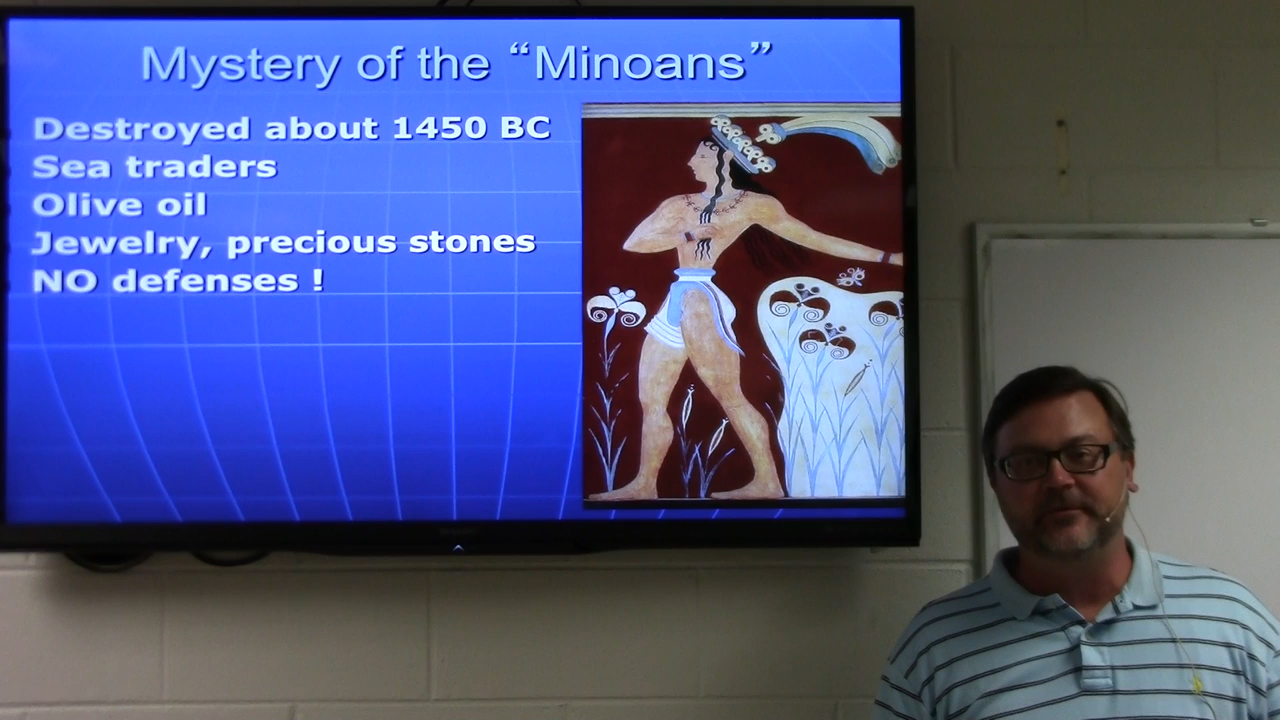 Mystery of the “Minoans”
Destroyed about 1450 BC
Sea traders
Olive oil
Jewelry, precious stones
NO defenses !